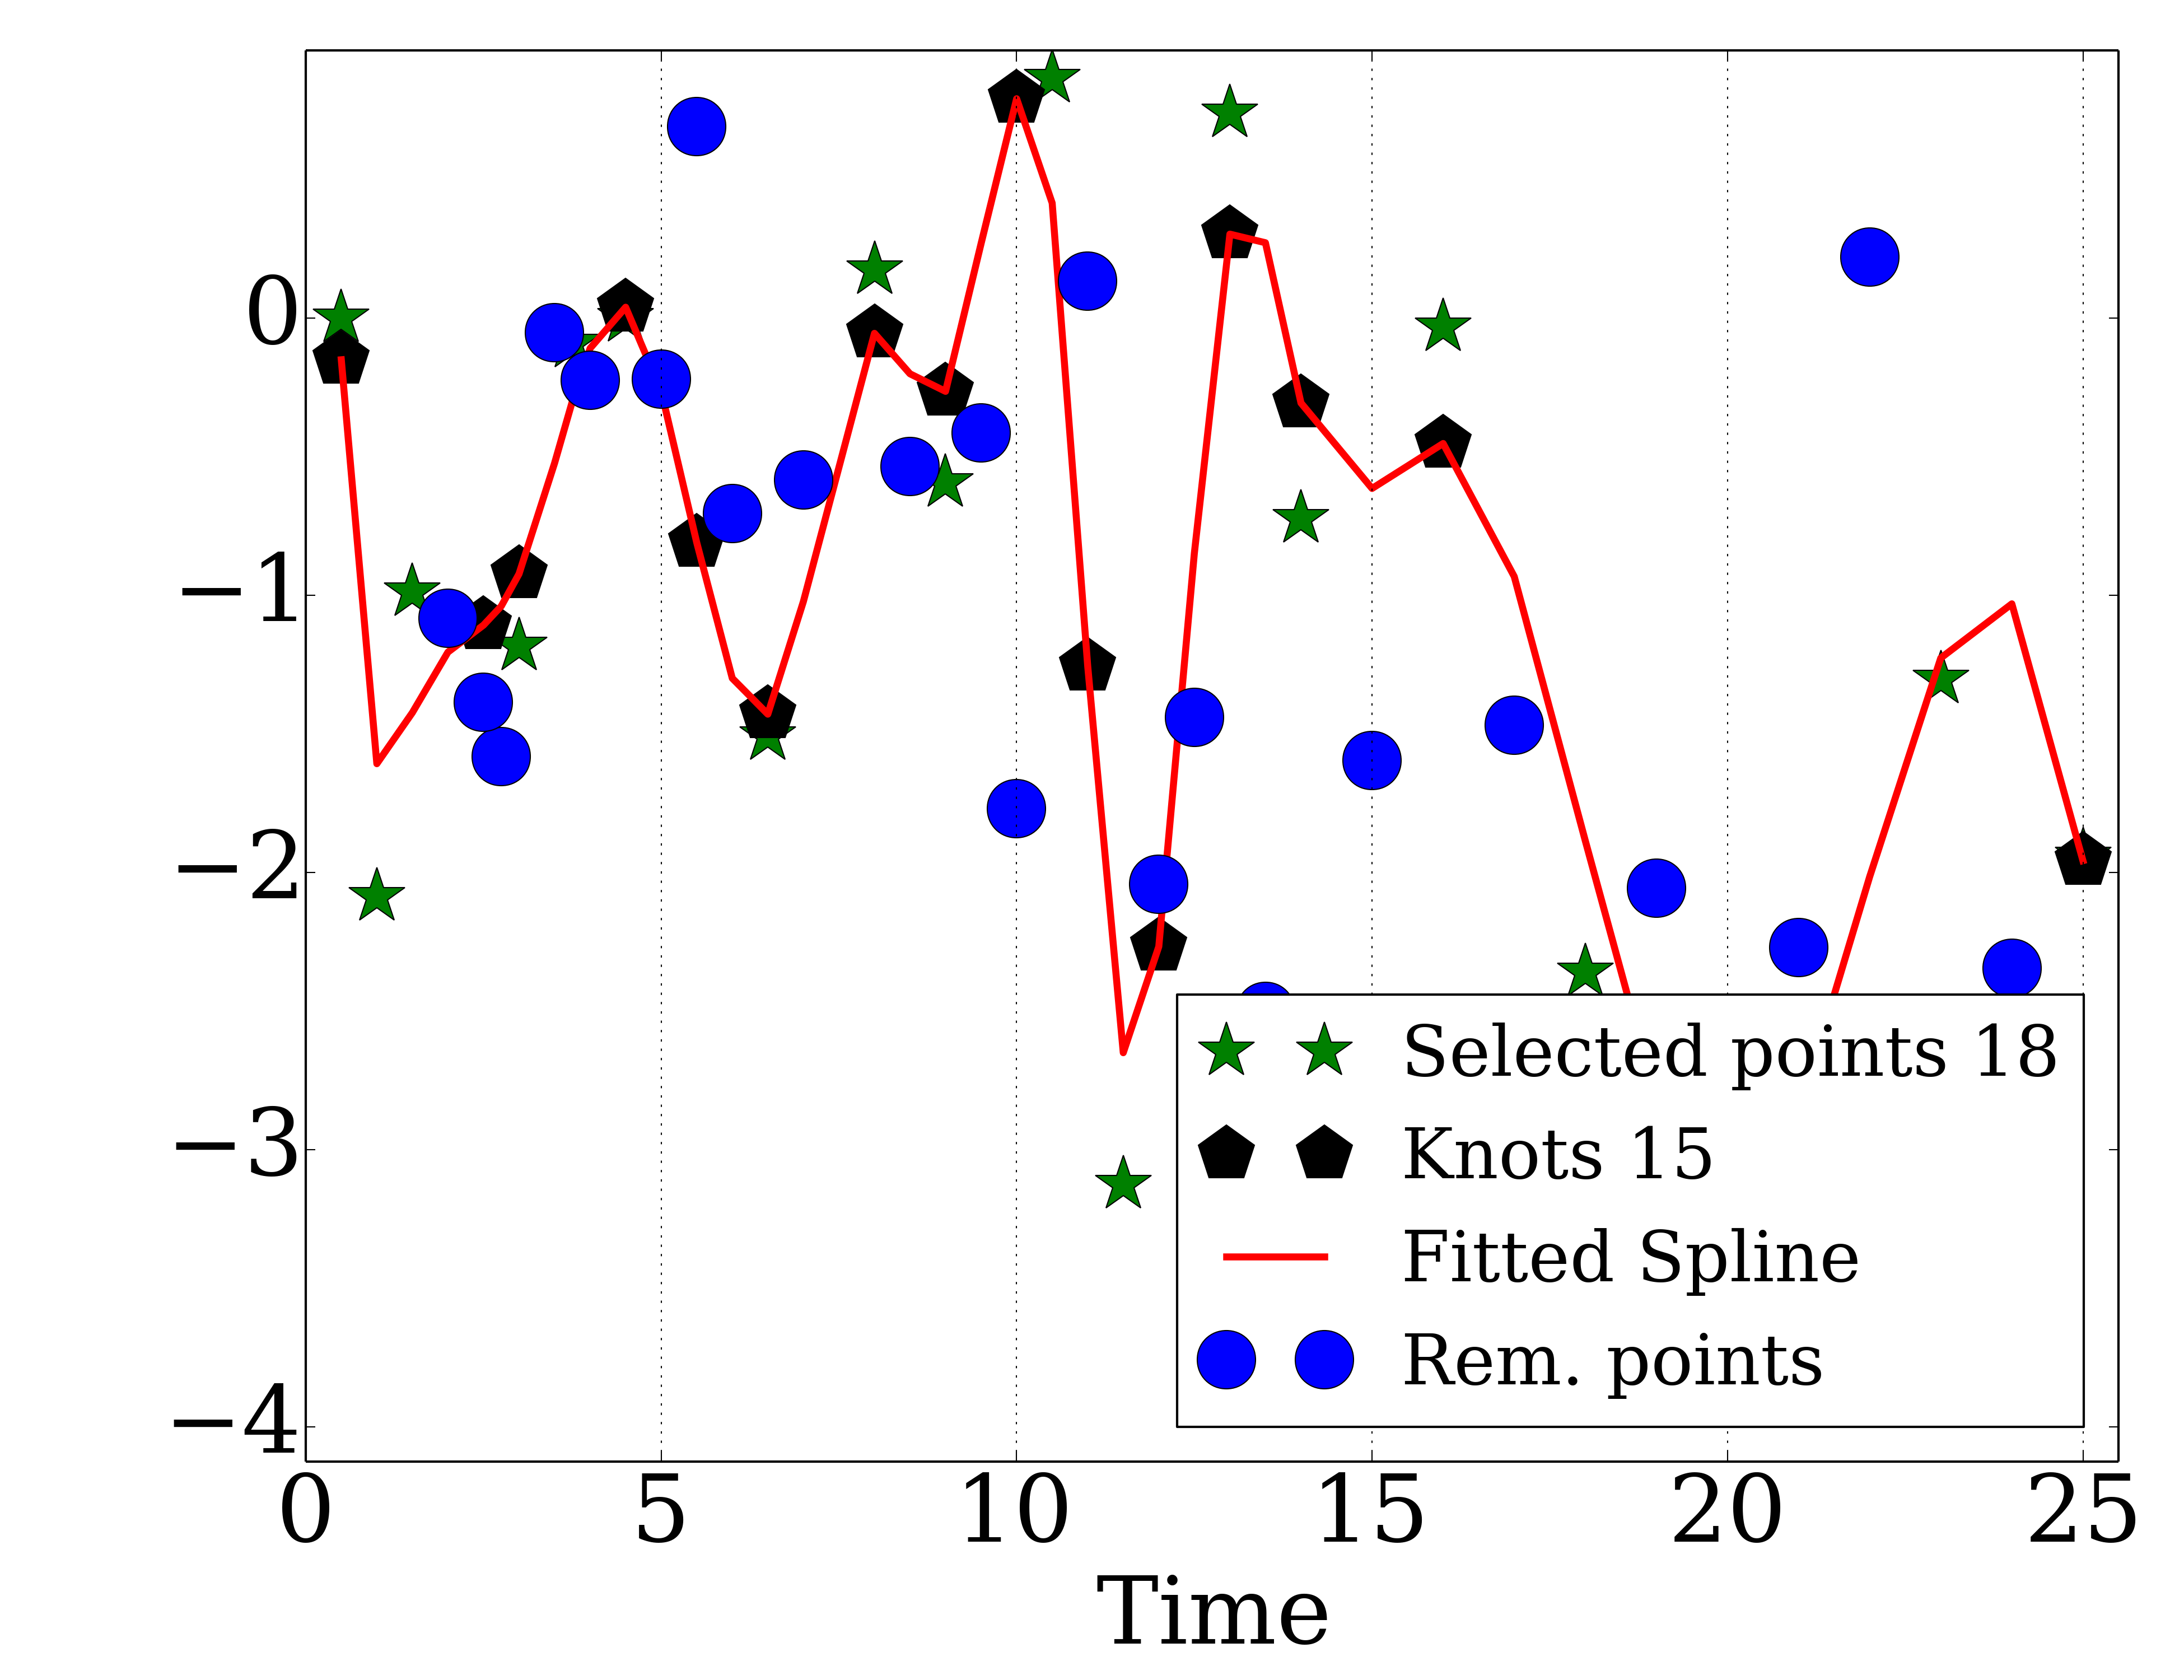 0
−1
−2
−3
−4
Selected points 18
Knots 15
Fitted Spline
Rem. points
0 5 10 15 20 25
Time